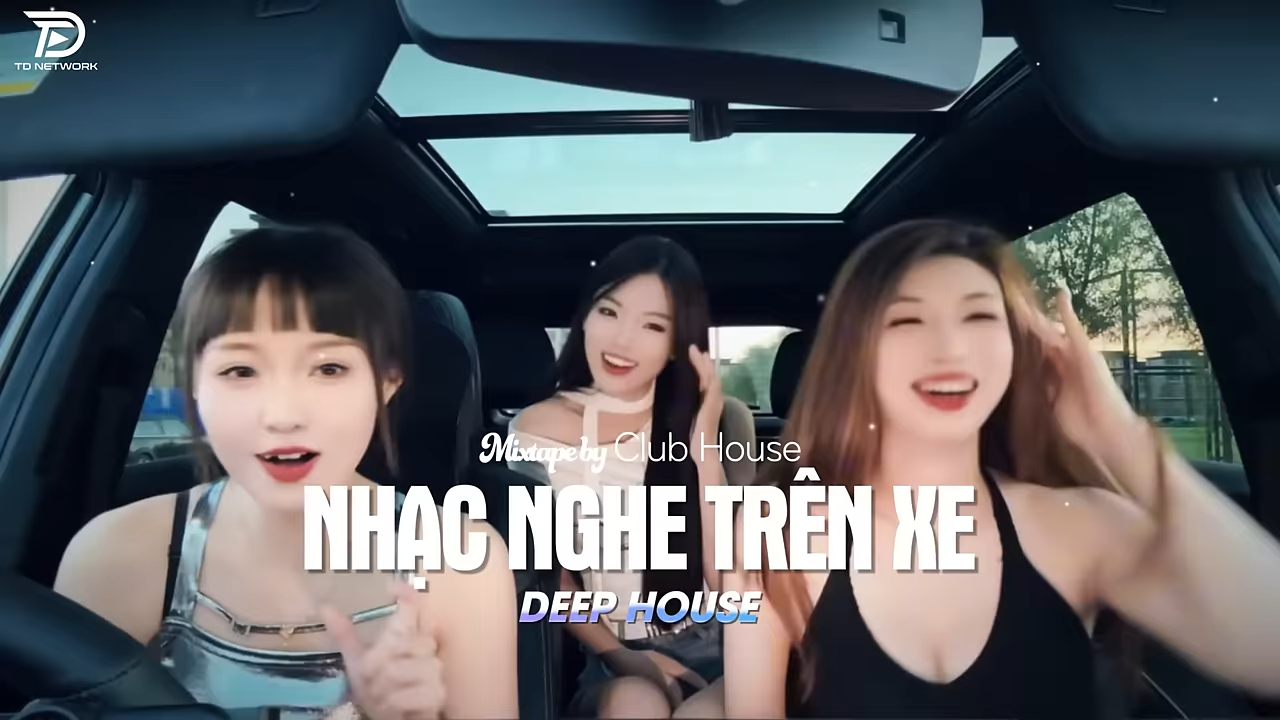 TD NETWORK
Mixtape by Club House
NHẠC NGHE TRÊN XE
DEEP HOUSE